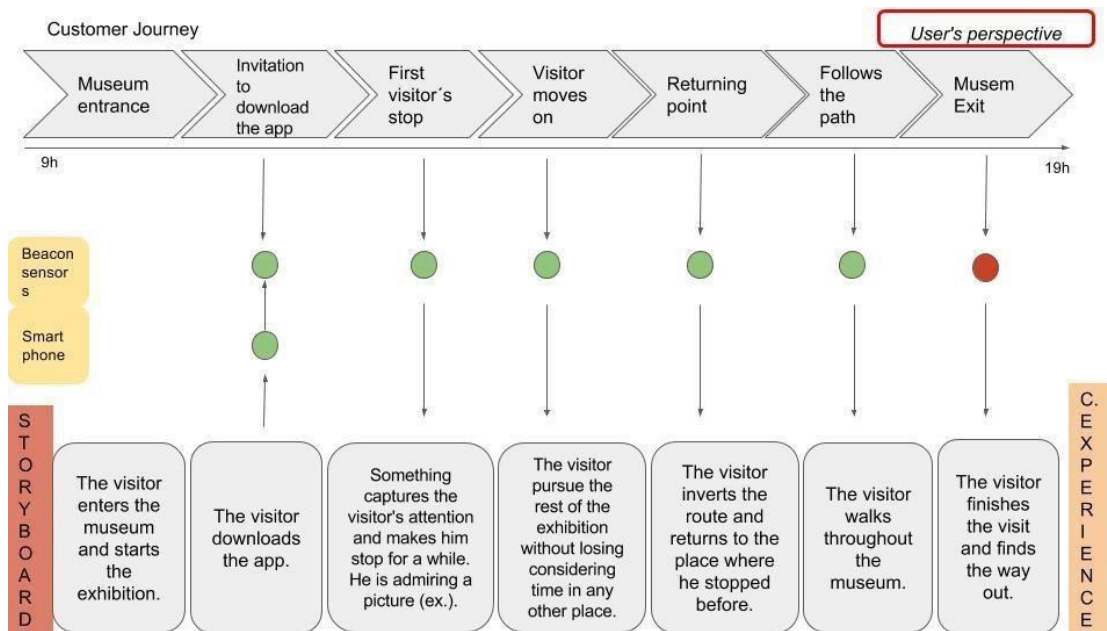 Customer Journey
User's perspective
Museum
entrance
Invitation
to
download
the app
First
visitor´s
stop
Visitor
moves
on
Returning
point
Follows
the
path
Musem
Exit
9h
19h
Beacon
sensor
s
Smart
phone
STORYBOARD
The visitor
enters the
museum
and starts
the
exhibition.
The visitor
downloads
the app.
Something
captures the
visitor's attention
and makes him
stop for a while.
He is admiring a
picture (ex.).
The visitor
pursue the
rest of the
exhibition
without losing
considering
time in any
other place.
The visitor
inverts the
route and
returns to the
place where
he stopped
before.
The visitor
walks
throughout
the
museum.
The visitor
finishes
the visit
and finds
the way
out.
C. EXPERIENCE